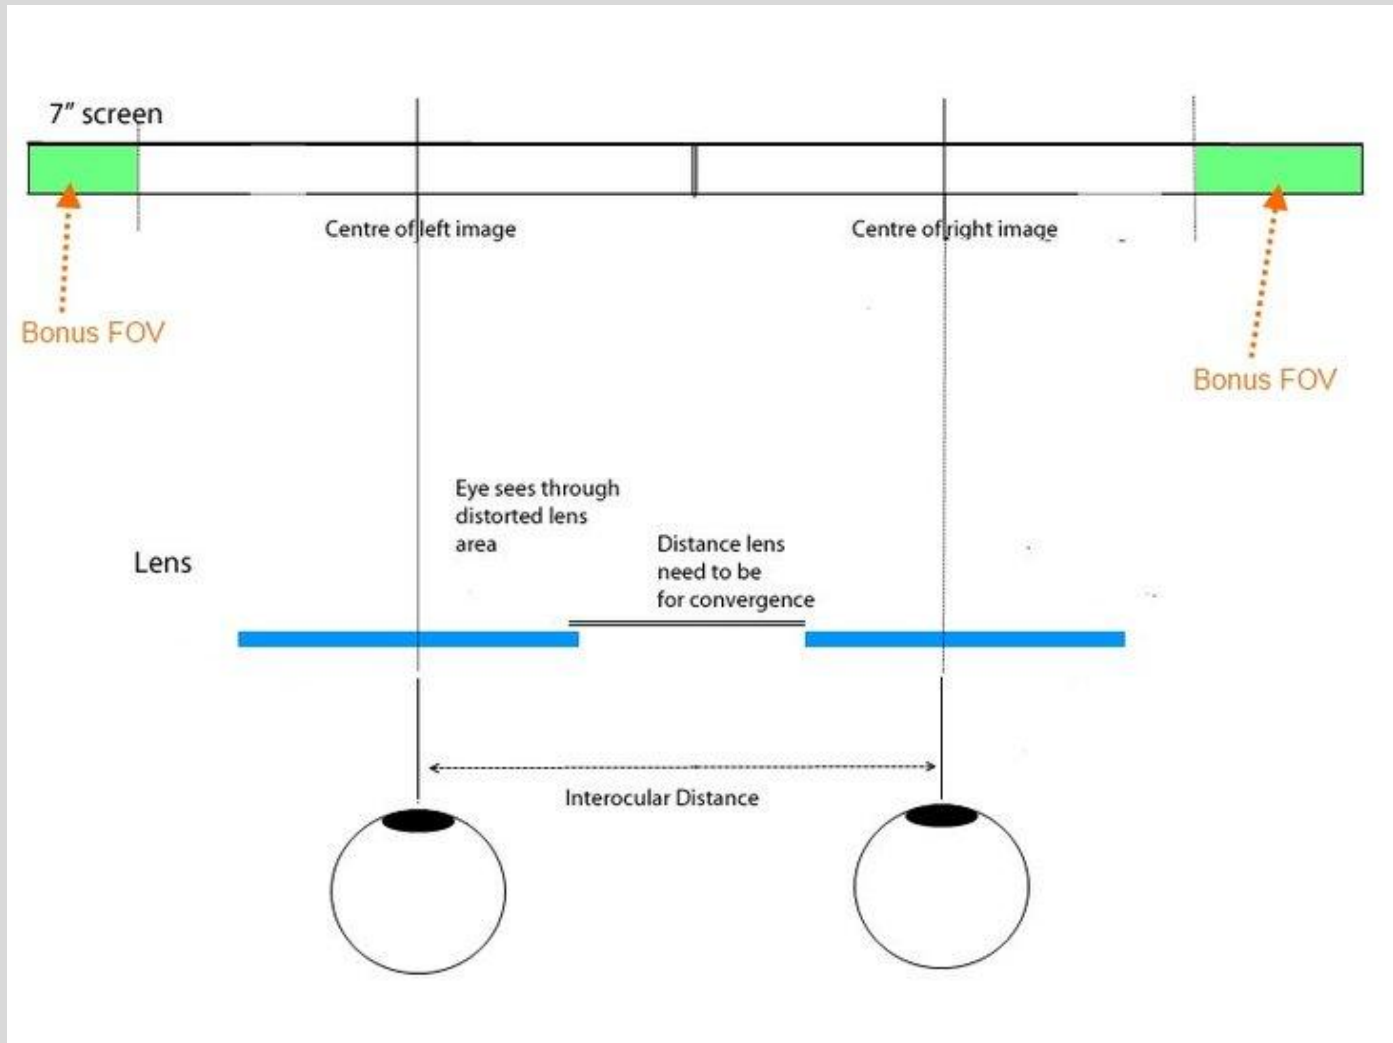 7” screen
Centre of left image
Centre of right image
Bonus FOV
Bonus FOV
Eye sees through
distorted lens
area
Distance lens
need to be
for convergence
Lens
Interocular Distance